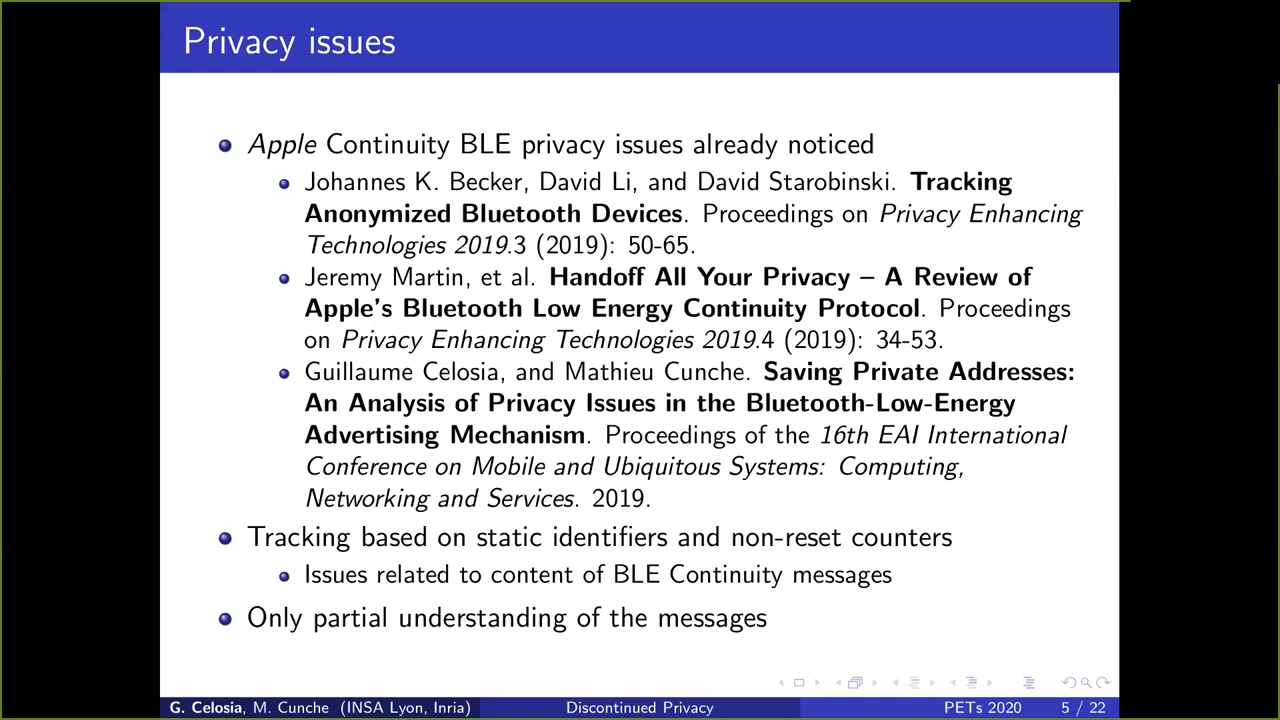 Privacy issues
Apple Continuity BLE privacy issues already noticed
Johannes K. Becker, David Li, and David Starobinski. Tracking
Anonymized Bluetooth Devices. Proceedings on Privacy Enhancing
Technologies 2019.3 (2019): 50-65.
Jeremy Martin, et al. Handoff All Your Privacy – A Review of
Apple's Bluetooth Low Energy Continuity Protocol. Proceedings
on Privacy Enhancing Technologies 2019.4 (2019): 34-53.
Guillaume Celosia, and Mathieu Cunche. Saving Private Addresses:
An Analysis of Privacy Issues in the Bluetooth-Low-Energy
Advertising Mechanism. Proceedings of the 16th EAI International
Conference on Mobile and Ubiquitous Systems: Computing,
Networking and Services. 2019.
Tracking based on static identifiers and non-reset counters
Issues related to content of BLE Continuity messages
Only partial understanding of the messages
G. Celosia, M. Cunche (INSA Lyon, Inria) Discontinued Privacy PETs 2020 5 / 22